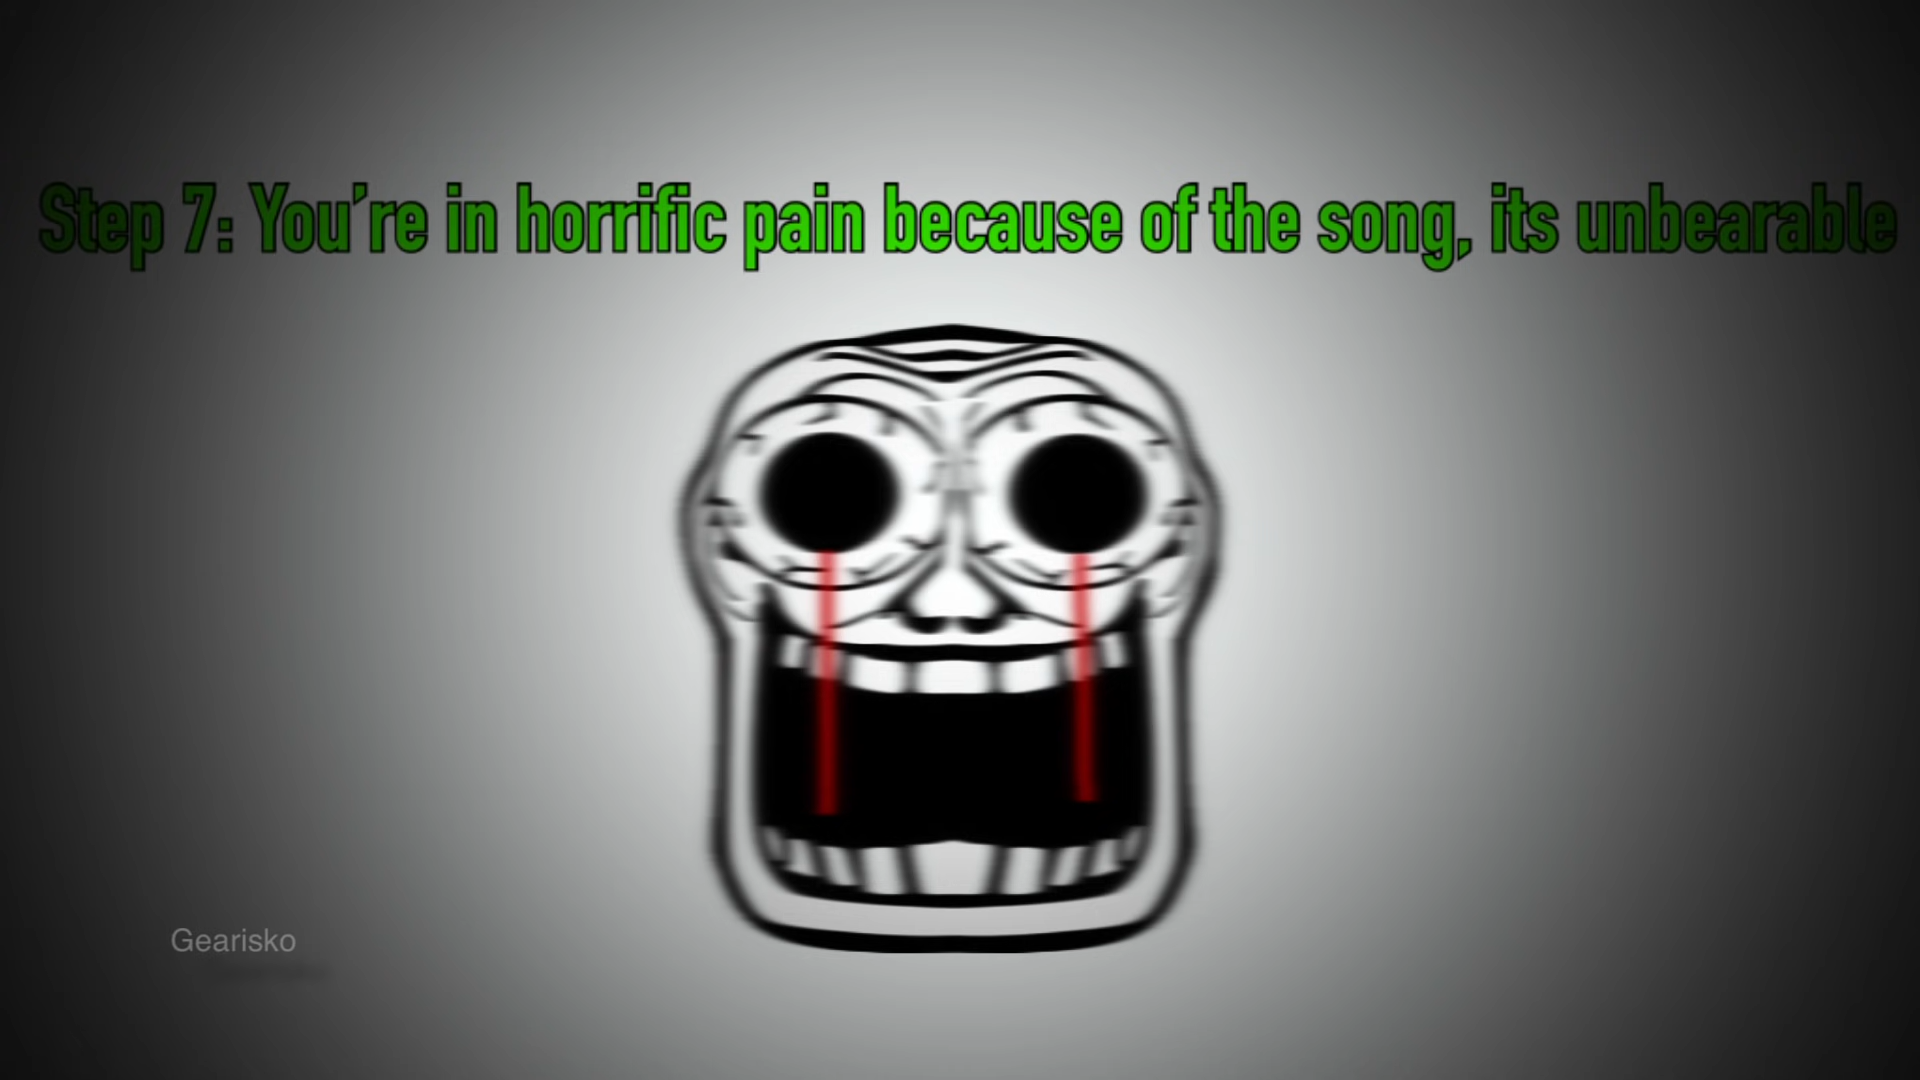 Step 7: You're in horrific pain because of the song, its unbearable
Gearisko